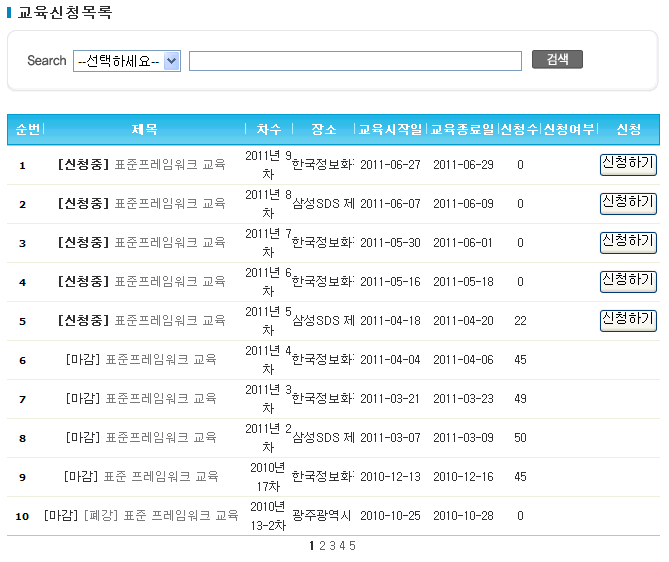 교육신청목록
Search --선택하세요-- 검색
순번 제목 차수 장소 교육시작일 교육종료일 신청수 신청여부 신청
1 [신청중] 표준프레임워크 교육 2011년 9차 한국정보화 2011-06-27 2011-06-29 0 신청하기
2 [신청중] 표준프레임워크 교육 2011년 8차 삼성SDS 제 2011-06-07 2011-06-09 0 신청하기
3 [신청중] 표준프레임워크 교육 2011년 7차 한국정보화 2011-05-30 2011-06-01 0 신청하기
4 [신청중] 표준프레임워크 교육 2011년 6차 한국정보화 2011-05-16 2011-05-18 0 신청하기
5 [신청중] 표준프레임워크 교육 2011년 5차 삼성SDS 제 2011-04-18 2011-04-20 22 신청하기
6 [마감] 표준프레임워크 교육 2011년 4차 한국정보화 2011-04-04 2011-04-06 45
7 [마감] 표준프레임워크 교육 2011년 3차 한국정보화 2011-03-21 2011-03-23 49
8 [마감] 표준프레임워크 교육 2011년 2차 삼성SDS 제 2011-03-07 2011-03-09 50
9 [마감] 표준 프레임워크 교육 2010년 17차 한국정보화 2010-12-13 2010-12-16 45
10 [마감] [폐강] 표준 프레임워크 교육 2010년 13-2차 광주광역시 2010-10-25 2010-10-28 0
1 2 3 4 5